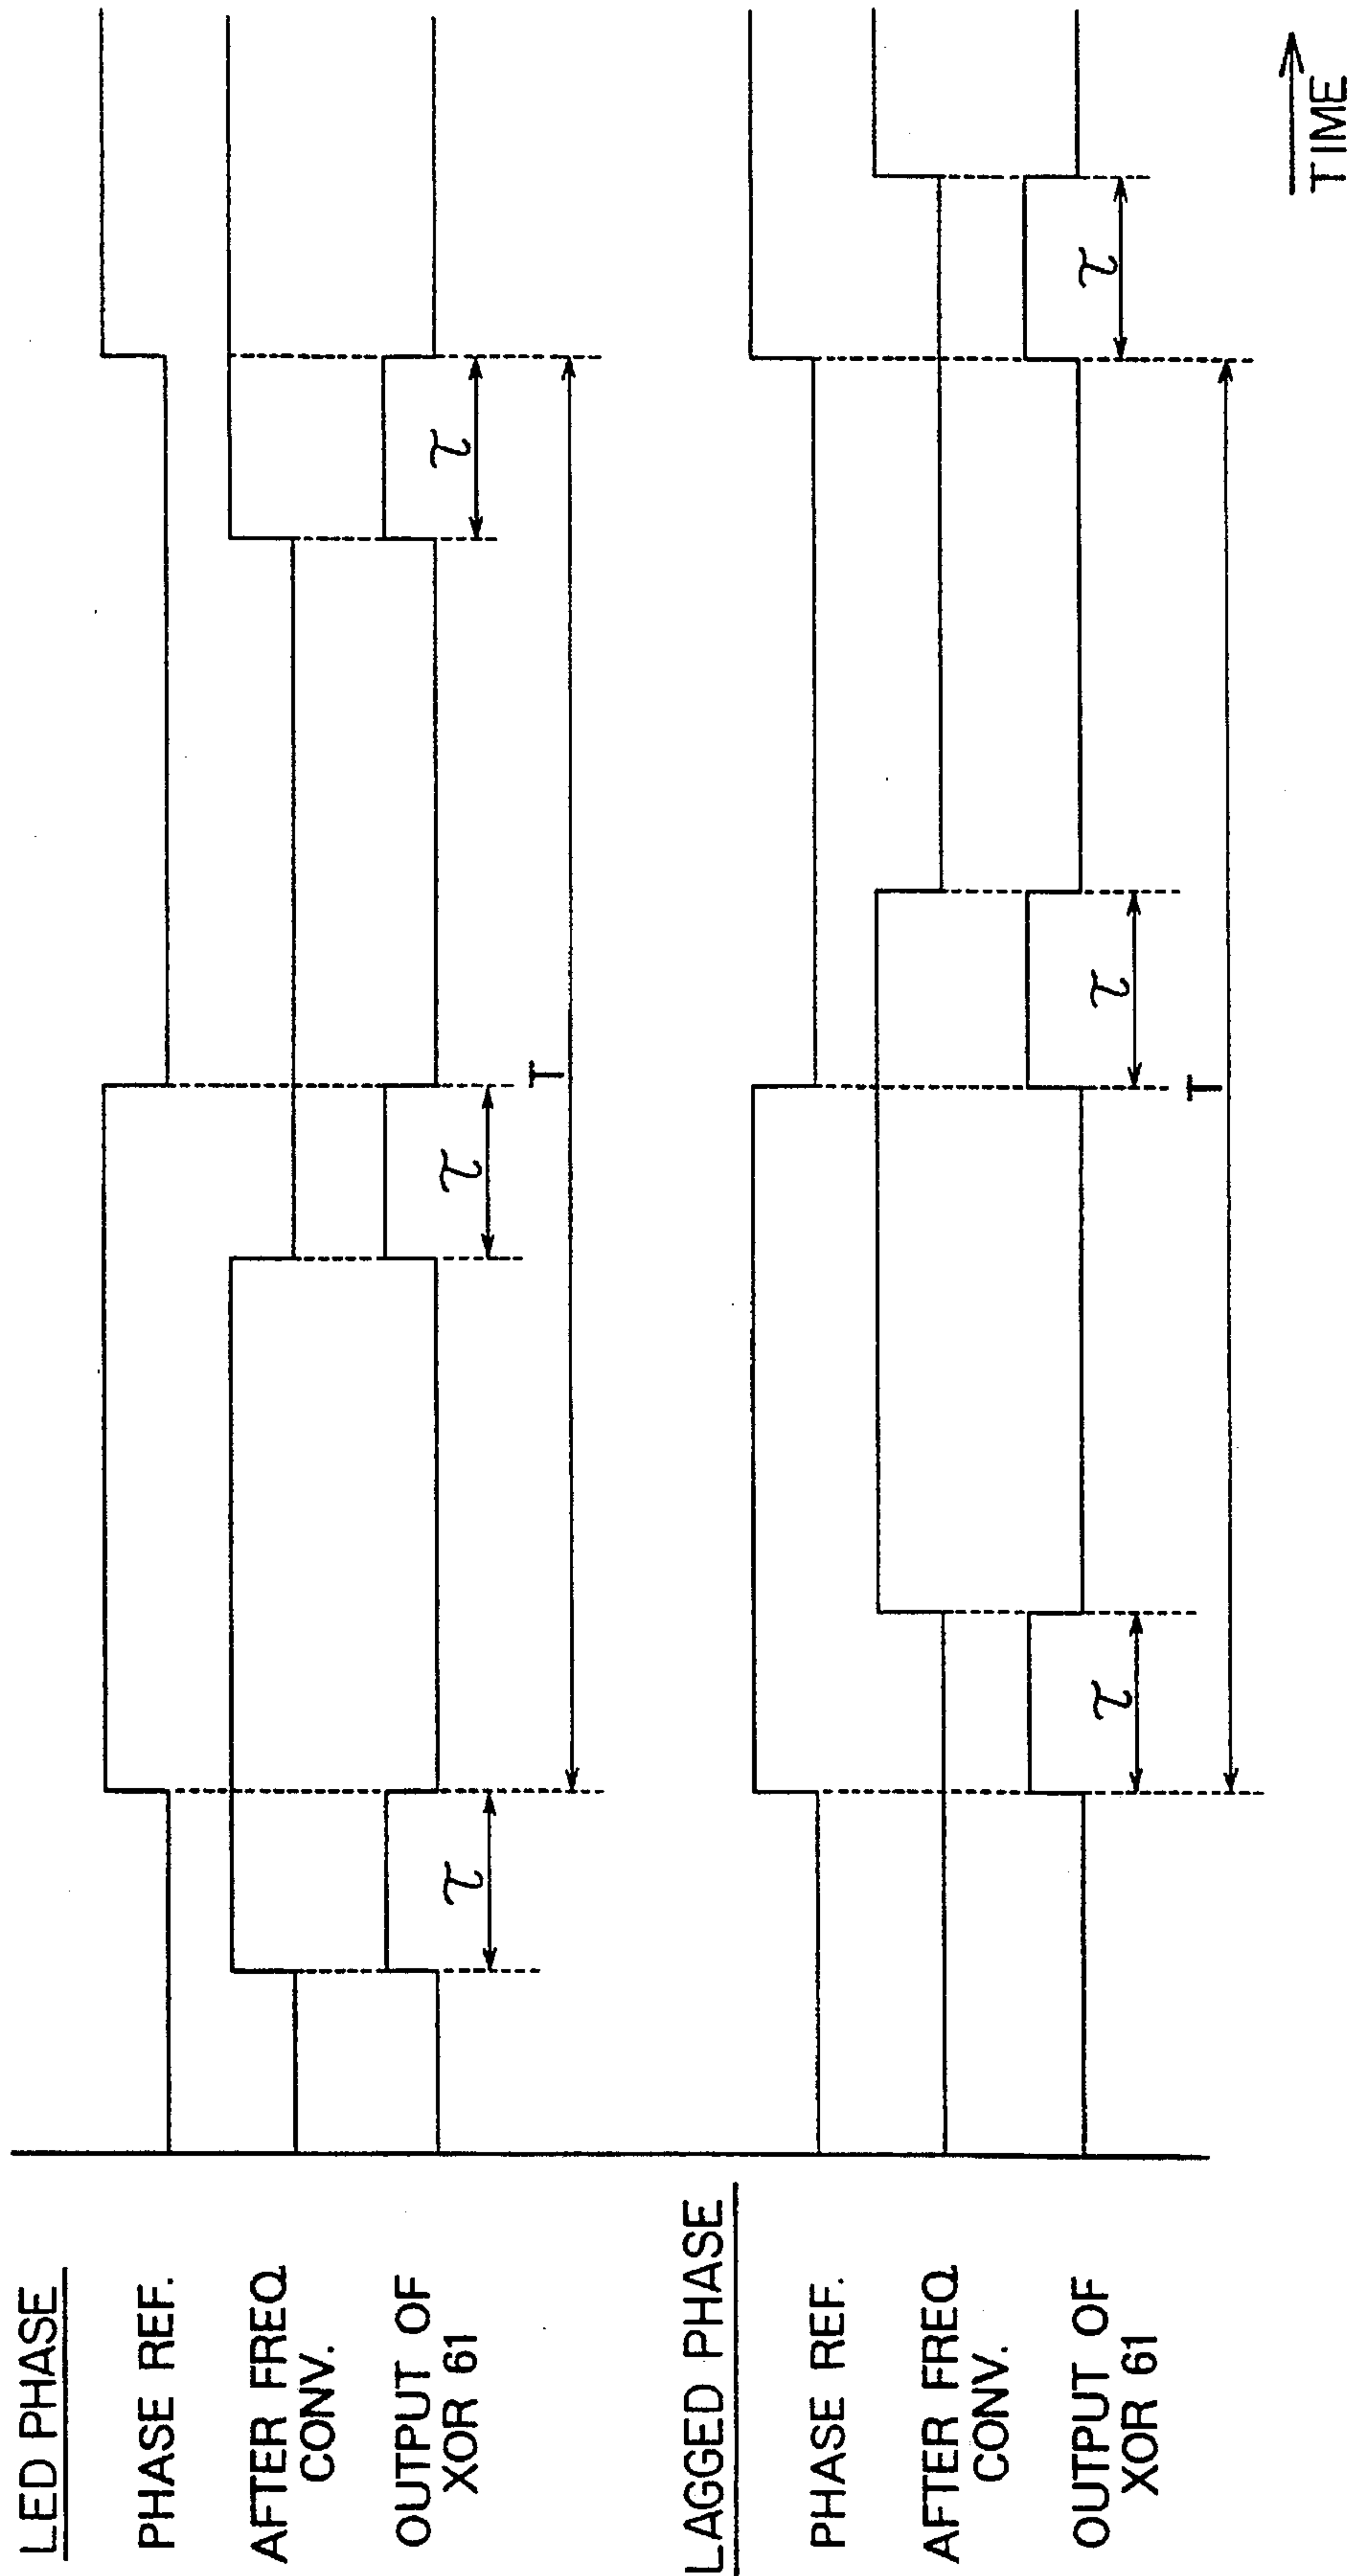 LED PHASE
PHASE REF.
AFTER FREQ
CONV.
OUTPUT OF
XOR 61
τ
τ
τ
T
LAGGED PHASE
PHASE REF.
AFTER FREQ
CONV.
OUTPUT OF
XOR 61
τ
τ
τ
T
TIME